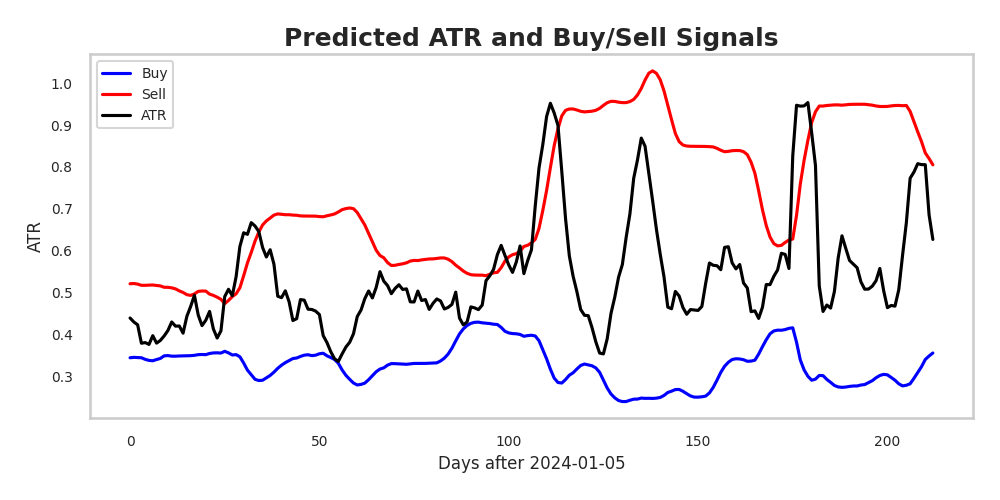 Predicted ATR and Buy/Sell Signals
Buy
Sell
ATR
1.0
0.9
0.8
0.7
0.6
0.5
0.4
0.3
ATR
0
50
100
150
200
Days after 2024-01-05